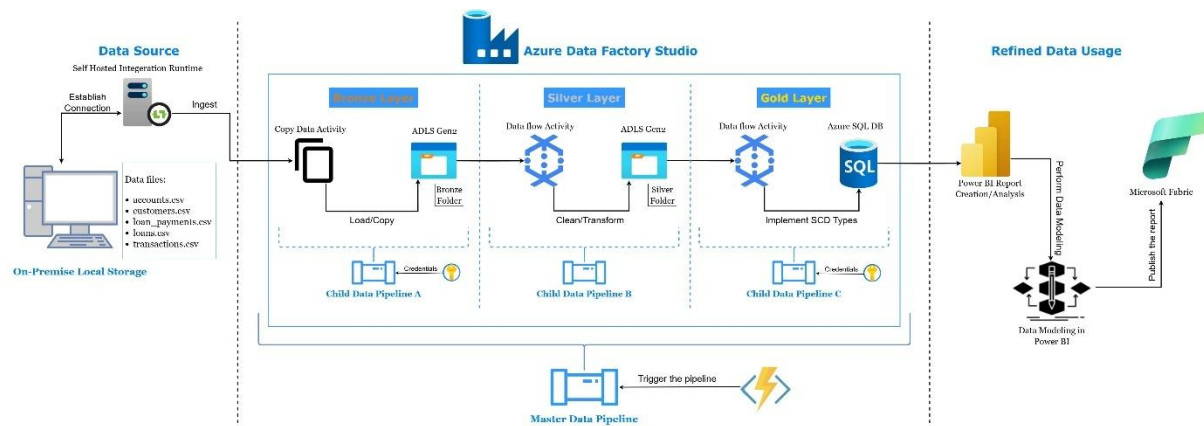 Data Source
Self Hosted Integeration Runtime
Establish
Connection
Ingest
Data files:
• accounts.csv
• customers.csv
• loan_payments.csv
• loans.csv
• transactions.csv
On-Premise Local Storage
Azure Data Factory Studio
Bronze Layer
Copy Data Activity
ADLS Gen2
Bronze
Folder
Load/Copy
Credentials
Child Data Pipeline A
Silver Layer
Data flow Activity
ADLS Gen2
Silver
Folder
Clean/Transform
Child Data Pipeline B
Gold Layer
Data flow Activity
Azure SQL DB
SQL
Implement SCD Types
Credentials
Child Data Pipeline C
Trigger the pipeline
Master Data Pipeline
Refined Data Usage
Power BI Report
Creation/Analysis
Perform Data Modeling
Data Modeling in
Power BI
Publish the report
Microsoft Fabric